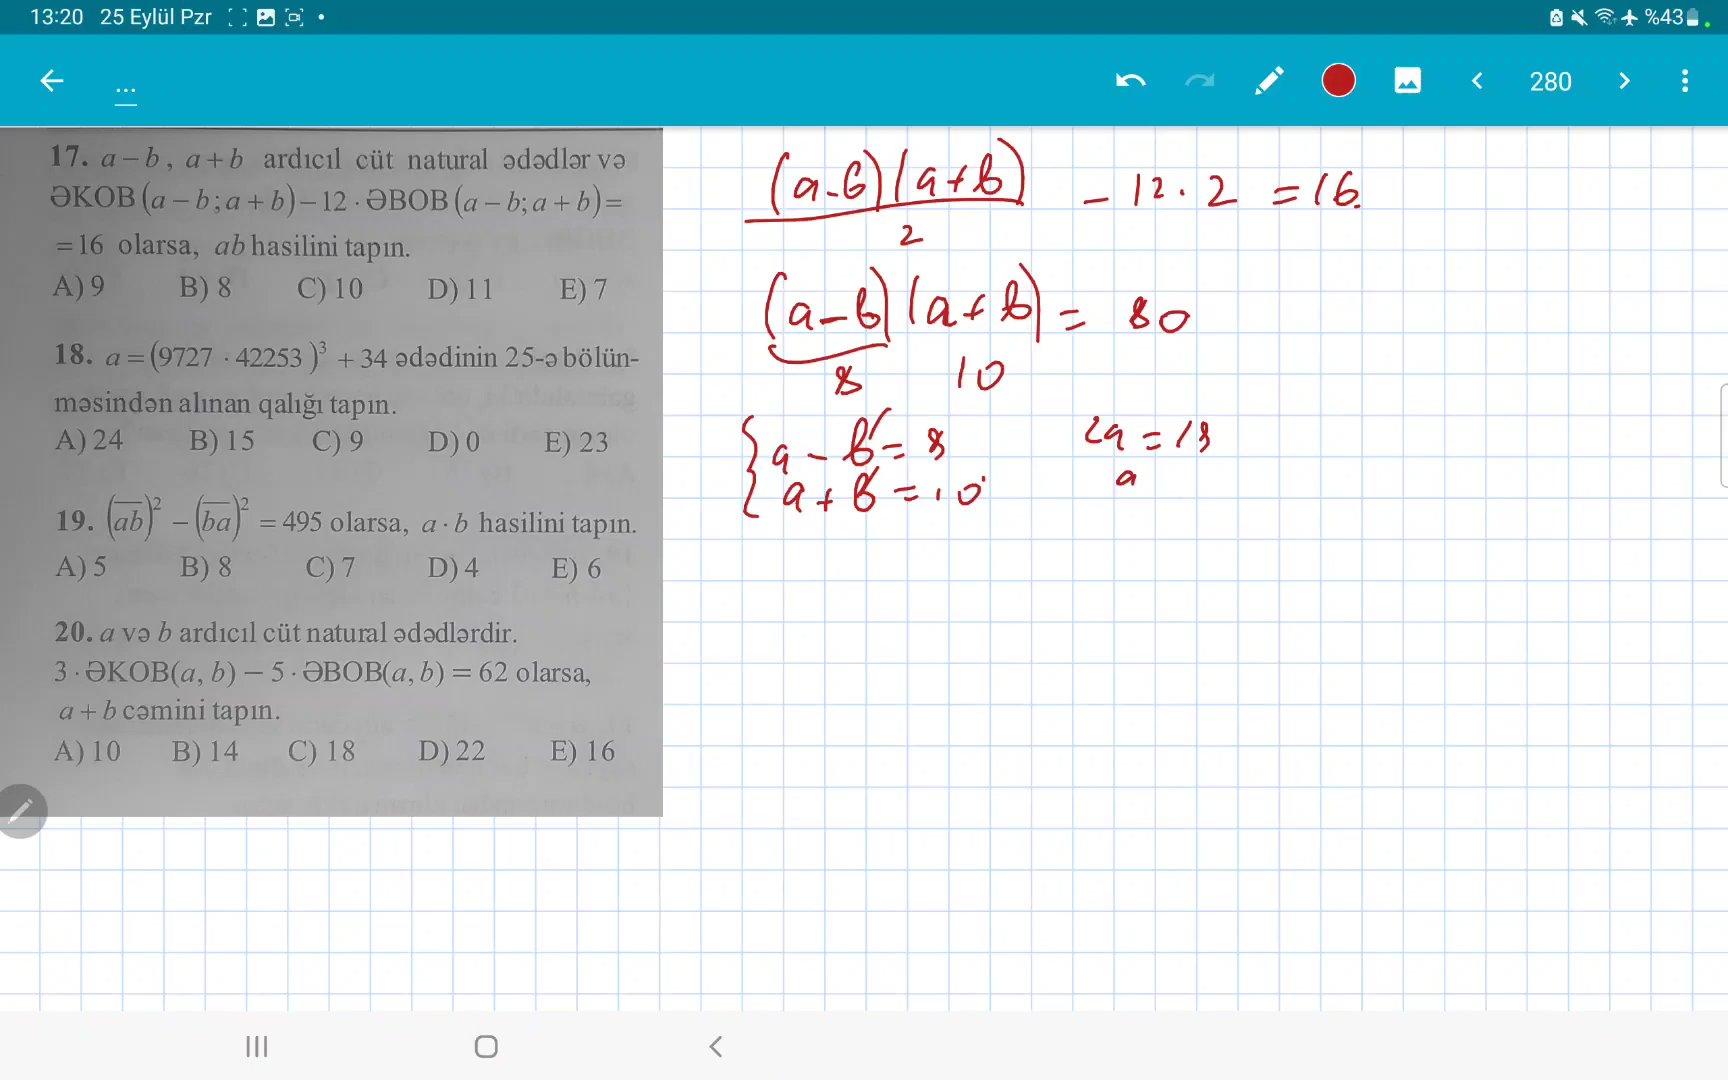 13:20 25 Eylül Pzr
%43
...
280
17. a−b, a+b ardıcıl cüt natural ədədlər və
ƏKOB(a−b; a+b)−12·ƏBOB(a−b; a+b)=
=16 olarsa, ab hasilini tapın.
A) 9 B) 8 C) 10 D) 11 E) 7
18. a=(9727·42253)³+34 ədədinin 25-ə bölün-
məsindən alınan qalığı tapın.
A) 24 B) 15 C) 9 D) 0 E) 23
19. (a̅b̅)²−(b̅a̅)²=495 olarsa, a·b hasilini tapın.
A) 5 B) 8 C) 7 D) 4 E) 6
20. a və b ardıcıl cüt natural ədədlərdir.
3·ƏKOB(a, b)−5·ƏBOB(a, b)=62 olarsa,
a+b cəmini tapın.
A) 10 B) 14 C) 18 D) 22 E) 16
(a-b)(a+b) - 12·2 = 16
2
(a-b)(a+b) = 80
8 10
a - b = 8 2a = 18
a + b = 10 a